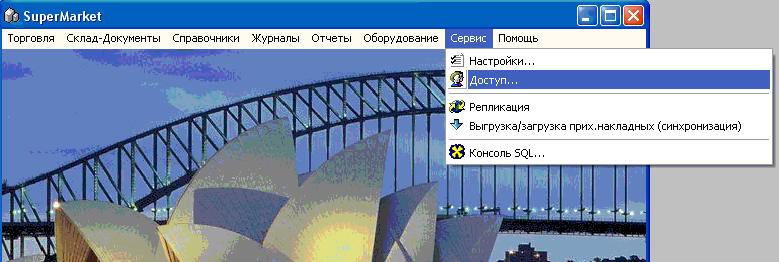 SuperMarket
Торговля Склад-Документы Справочники Журналы Отчеты Оборудование Сервис Помощь
Настройки...
Доступ...
Репликация
Выгрузка/загрузка прих.накладных (синхронизация)
Консоль SQL...